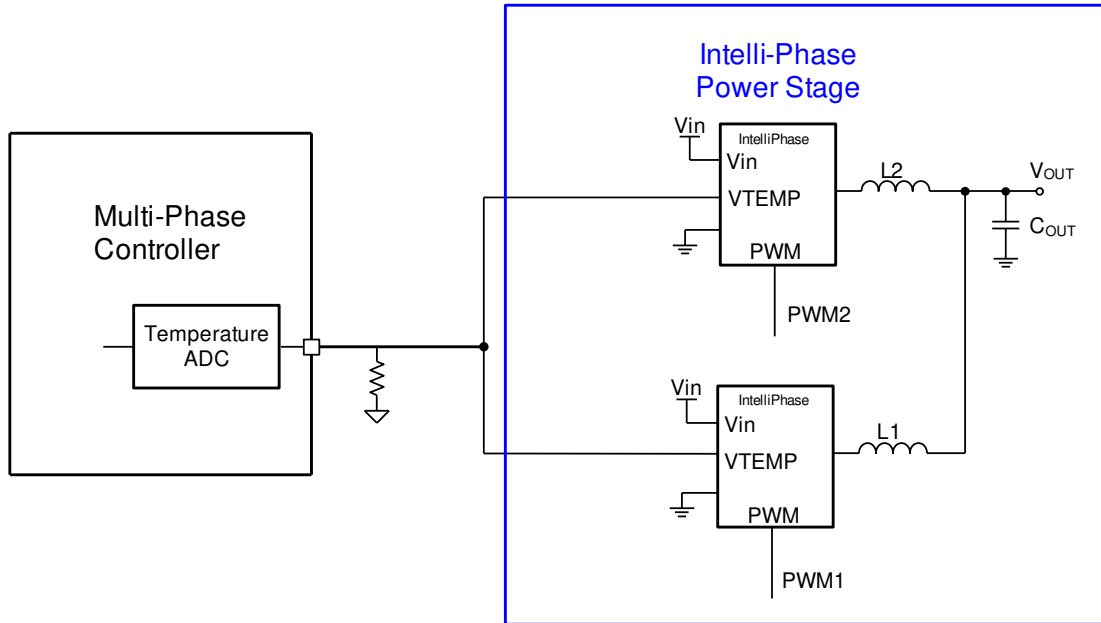 Intelli-Phase
Power Stage
Multi-Phase
Controller
Temperature
ADC
Vin
IntelliPhase
Vin
VTEMP
PWM
PWM2
L2
VOUT
COUT
Vin
IntelliPhase
Vin
VTEMP
PWM
PWM1
L1